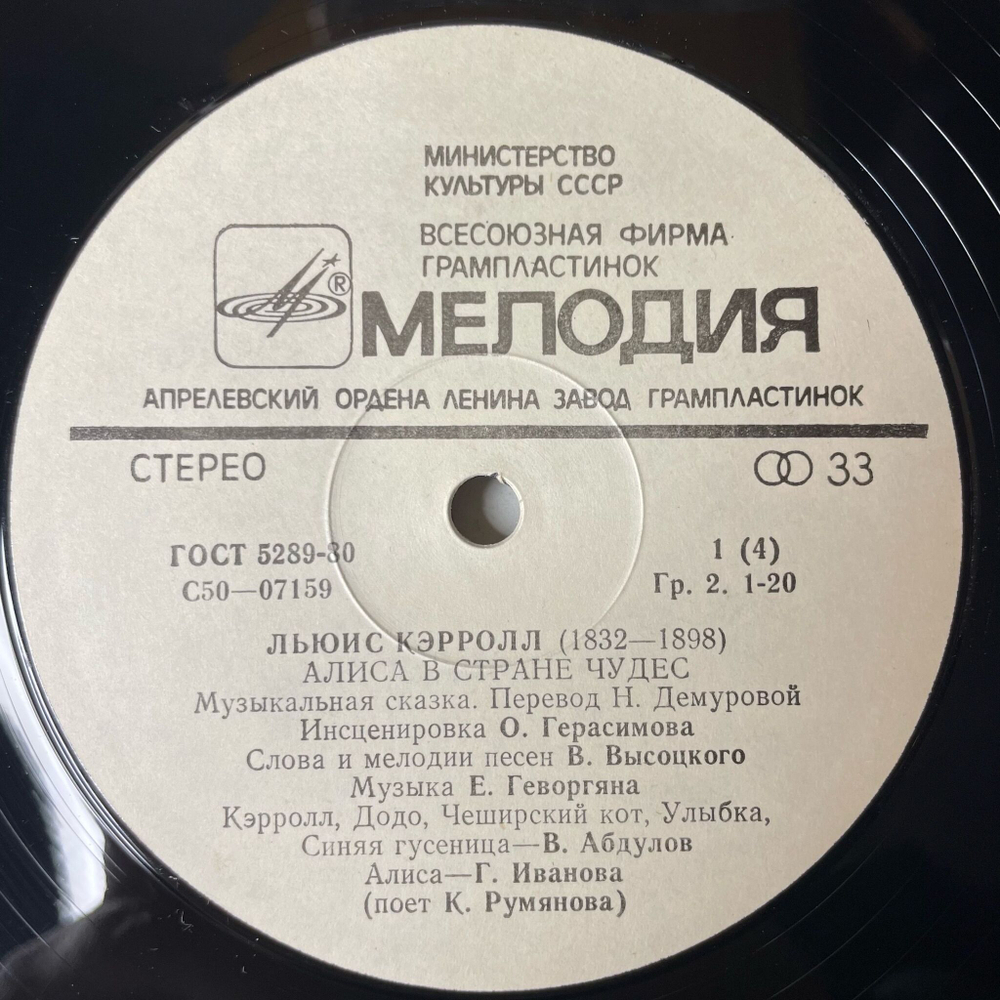 МИНИСТЕРСТВО
КУЛЬТУРЫ СССР
ВСЕСОЮЗНАЯ ФИРМА
ГРАМПЛАСТИНОК
®
МЕЛОДИЯ
АПРЕЛЕВСКИЙ ОРДЕНА ЛЕНИНА ЗАВОД ГРАМПЛАСТИНОК
СТЕРЕО 33
ГОСТ 5289-80 1 (4)
С50—07159 Гр. 2. 1-20
ЛЬЮИС КЭРРОЛЛ (1832—1898)
АЛИСА В СТРАНЕ ЧУДЕС
Музыкальная сказка. Перевод Н. Демуровой
Инсценировка О. Герасимова
Слова и мелодии песен В. Высоцкого
Музыка Е. Геворгяна
Кэрролл, Додо, Чеширский кот, Улыбка,
Синяя гусеница—В. Абдулов
Алиса—Г. Иванова
(поет К. Румянова)